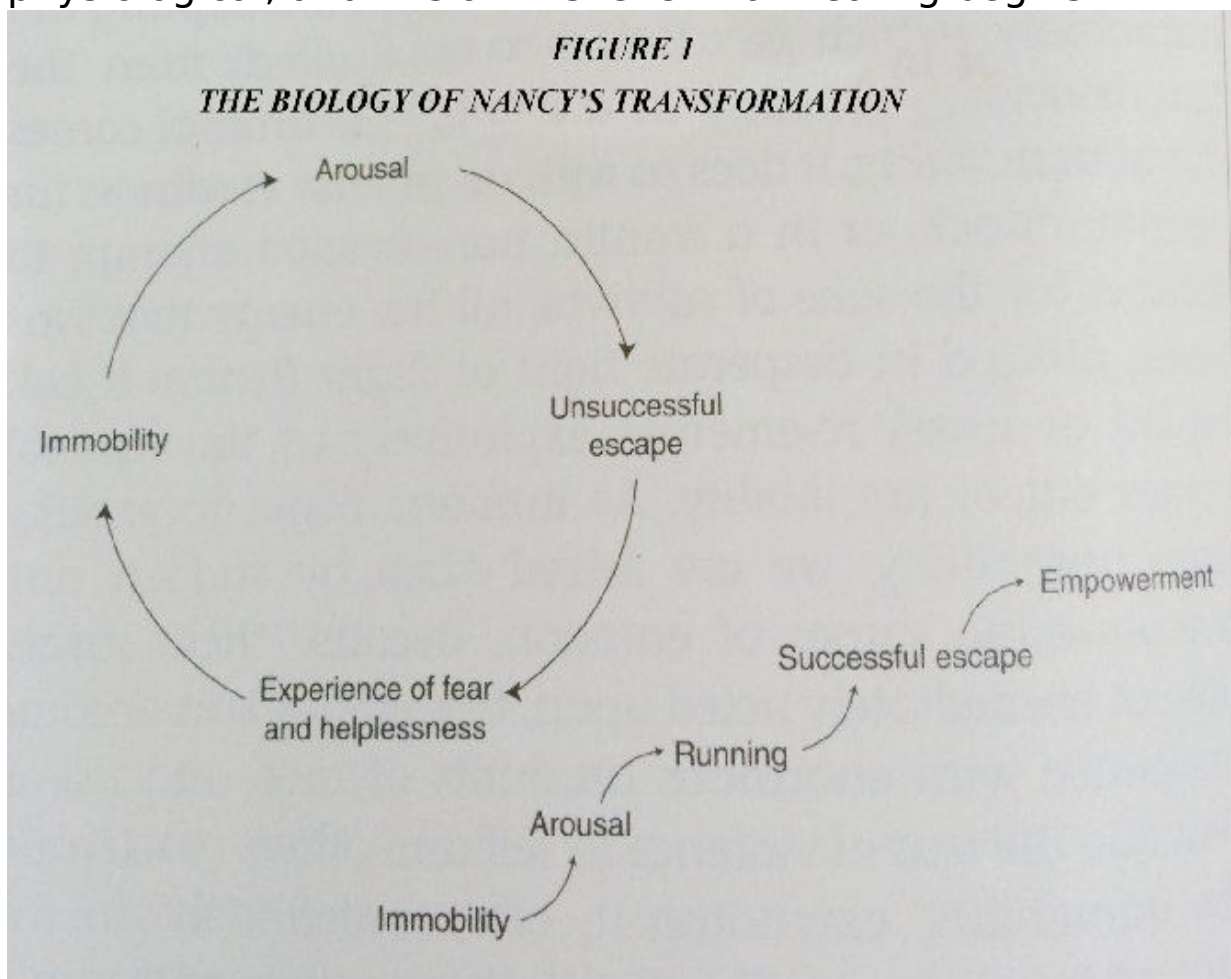 FIGURE 1
THE BIOLOGY OF NANCY'S TRANSFORMATION
Arousal
Unsuccessful
escape
Immobility
Experience of fear
and helplessness
Empowerment
Successful escape
Running
Arousal
Immobility